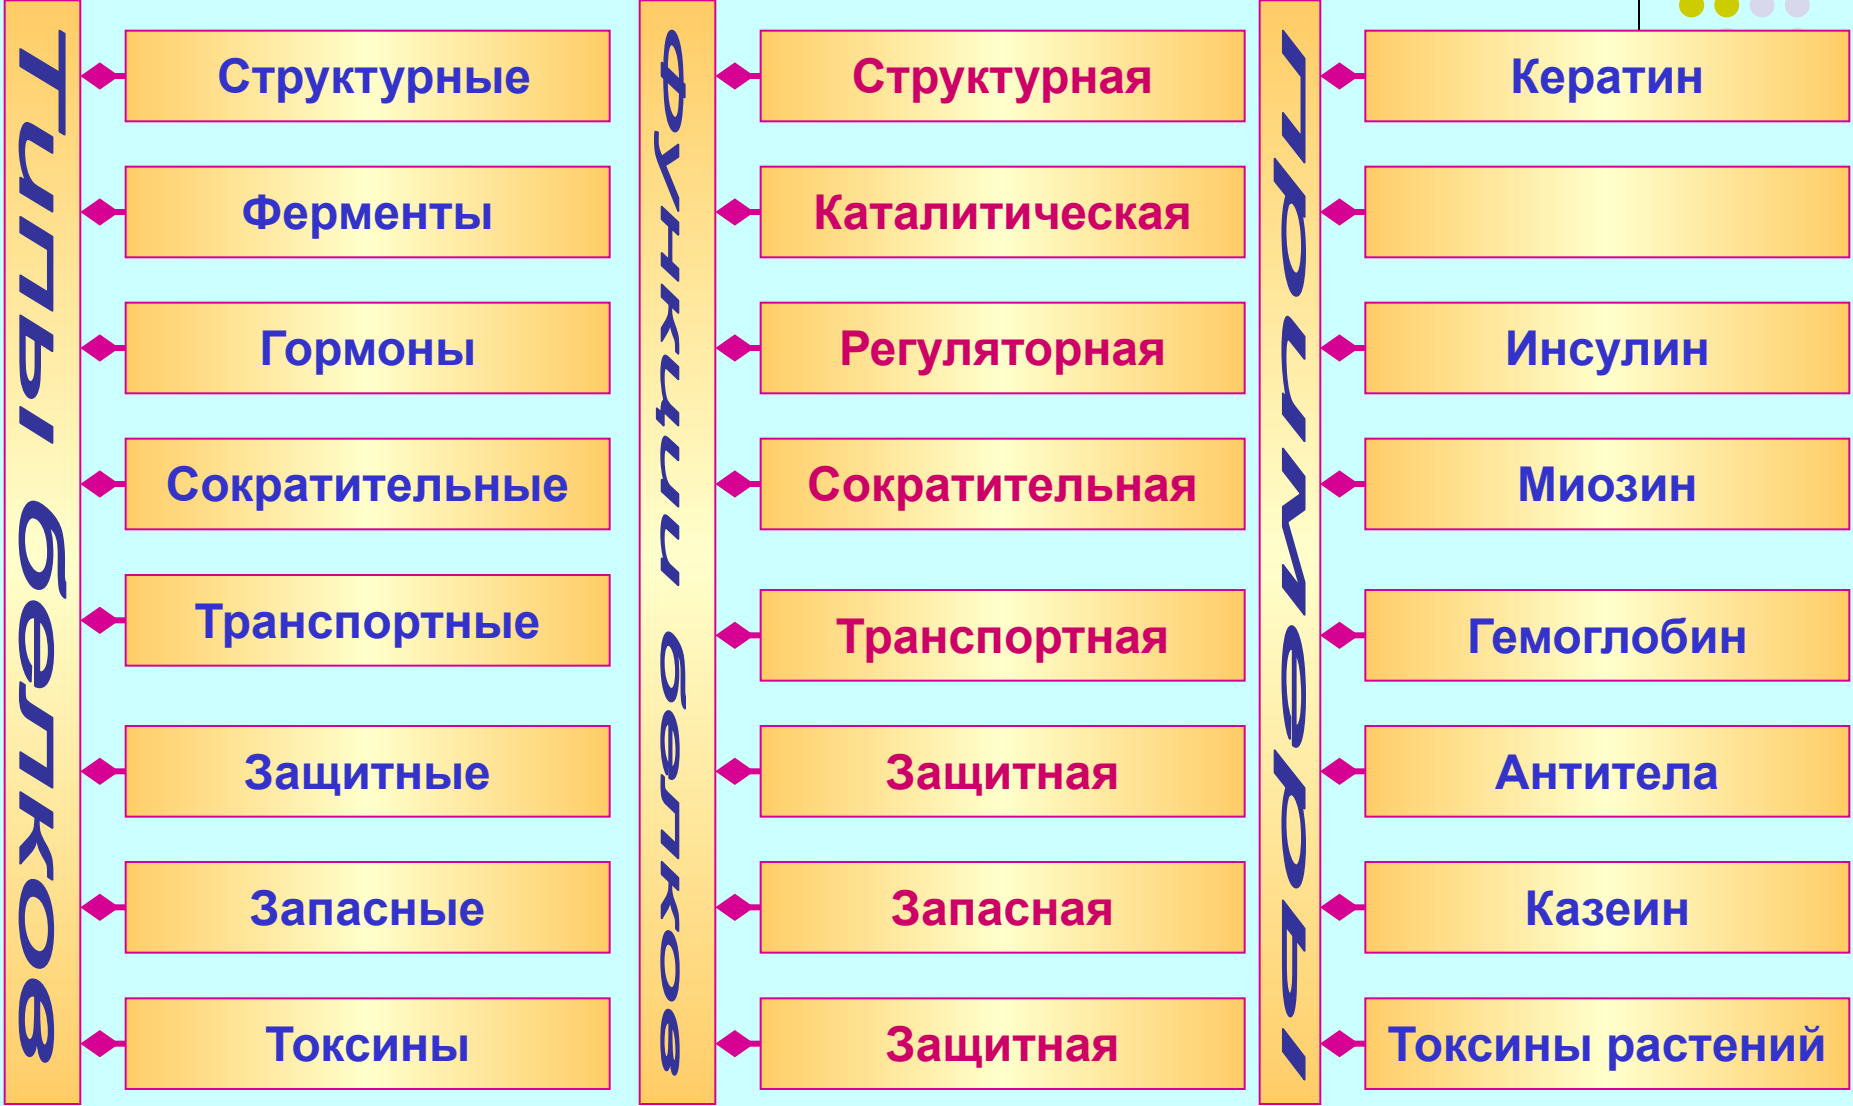 Типы белков
Структурные
Ферменты
Гормоны
Сократительные
Транспортные
Защитные
Запасные
Токсины
Функции белков
Структурная
Каталитическая
Регуляторная
Сократительная
Транспортная
Защитная
Запасная
Защитная
Примеры
Кератин
Инсулин
Миозин
Гемоглобин
Антитела
Казеин
Токсины растений